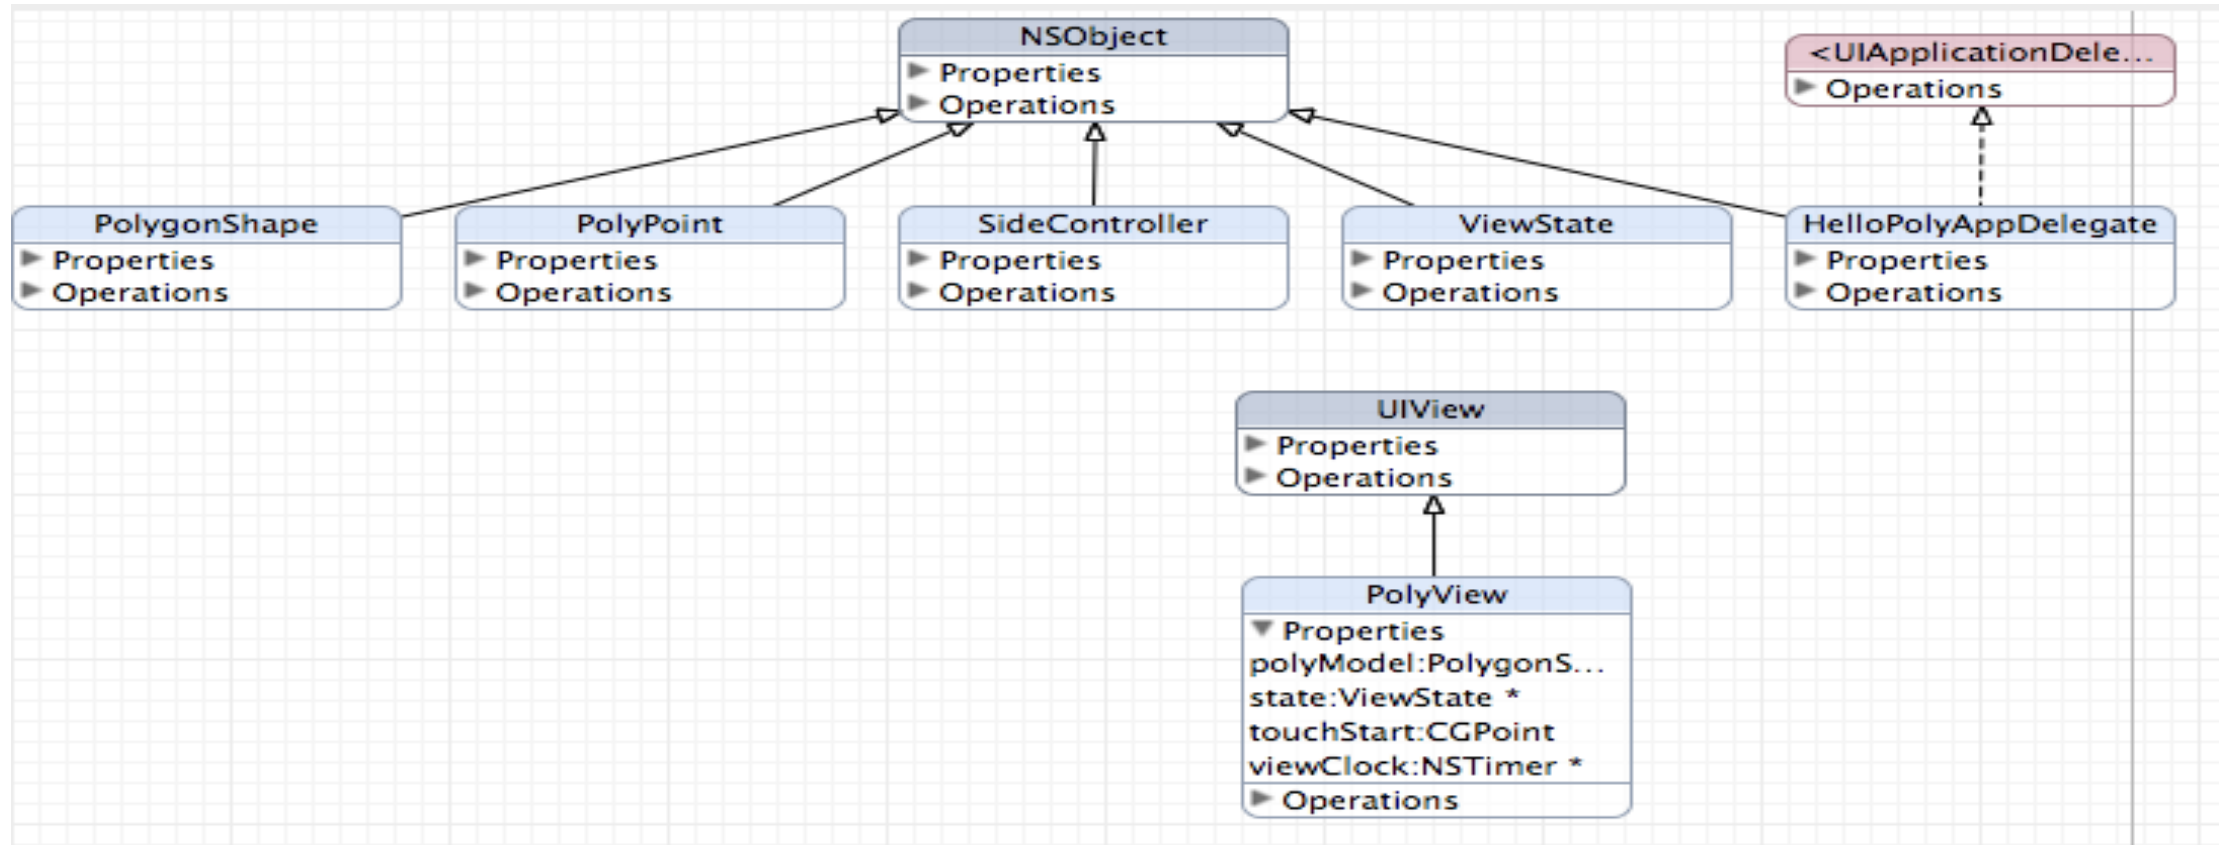 NSObject
Properties
Operations
<UIApplicationDele...
Operations
PolygonShape
Properties
Operations
PolyPoint
Properties
Operations
SideController
Properties
Operations
ViewState
Properties
Operations
HelloPolyAppDelegate
Properties
Operations
UIView
Properties
Operations
PolyView
Properties
polyModel:PolygonS...
state:ViewState *
touchStart:CGPoint
viewClock:NSTimer *
Operations